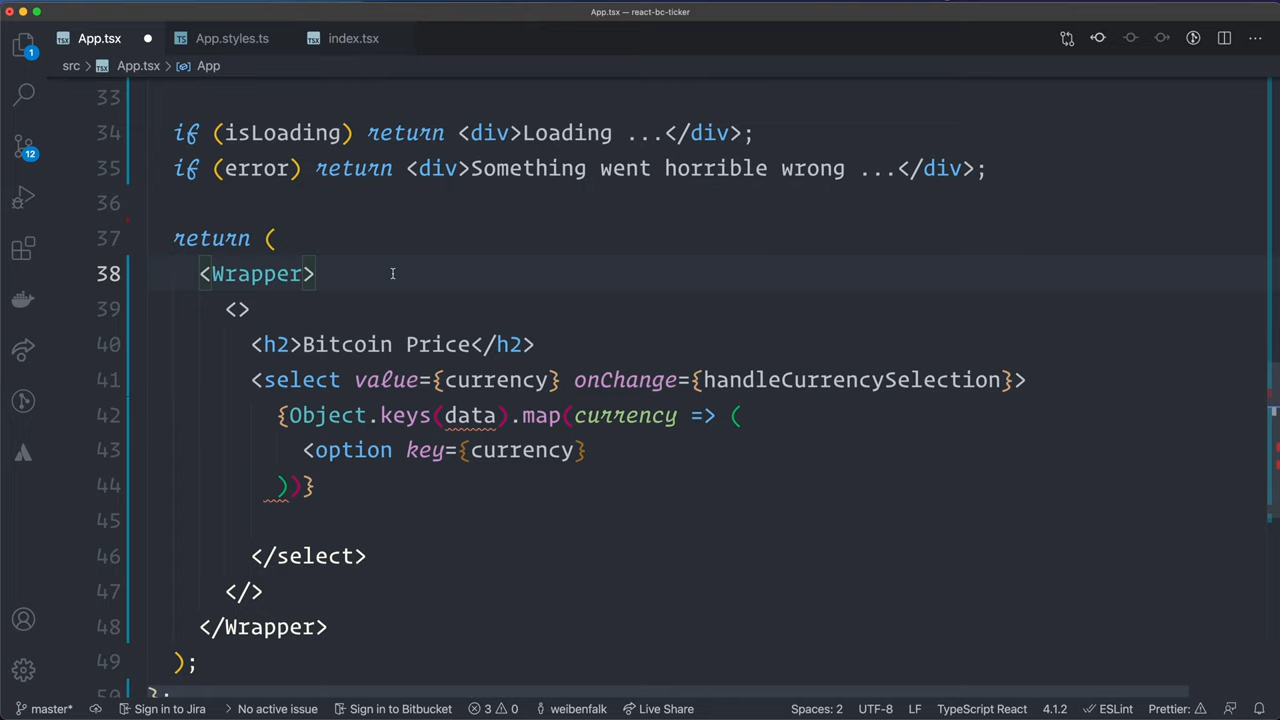 App.tsx — react-bc-ticker
App.tsx App.styles.ts index.tsx
src > App.tsx > App
33
34 if (isLoading) return <div>Loading ...</div>;
35 if (error) return <div>Something went horrible wrong ...</div>;
36
37 return (
38 <Wrapper>
39 <>
40 <h2>Bitcoin Price</h2>
41 <select value={currency} onChange={handleCurrencySelection}>
42 {Object.keys(data).map(currency => (
43 <option key={currency}
44 ))}
45
46 </select>
47 </>
48 </Wrapper>
49 );
50 };
1
12
master* Sign in to Jira No active issue Sign in to Bitbucket 3 0 weibenfalk Live Share Spaces: 2 UTF-8 LF TypeScript React 4.1.2 ESLint Prettier: